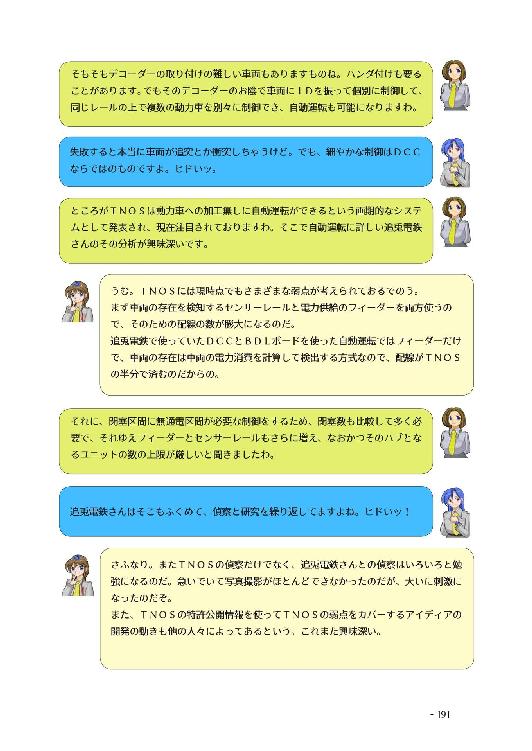 そもそもデコーダーの取り付けの難しい車両もありますものね。ハンダ付けも要る
ことがあります。でもそのデコーダーのお陰で車両にＩＤを振って個別に制御して、
同じレールの上で複数の動力車を別々に制御でき、自動運転も可能になりますわ。
失敗すると本当に車両が追突とか衝突しちゃうけど。でも、細やかな制御はＤＣＣ
ならではのものですよ。ヒドいッ。
ところがＴＮＯＳは動力車への加工無しに自動運転ができるという画期的なシステ
ムとして発表され、現在注目されておりますわ。そこで自動運転に詳しい追兎電鉄
さんのその分析が興味深いです。
うむ。ＴＮＯＳには現時点でもさまざまな弱点が考えられておるでのう。
まず車両の存在を検知するセンサーレールと電力供給のフィーダーを両方使うの
で、そのための配線の数が膨大になるのだ。
追兎電鉄で使っていたＤＣＣとＢＤＬボードを使った自動運転ではフィーダーだけ
で、車両の存在は車両の電力消費を計算して検出する方式なので、配線がＴＮＯＳ
の半分で済むのだからの。
それに、閉塞区間に無通電区間が必要な制御をするため、閉塞数も比較して多く必
要で、それゆえフィーダーとセンサーレールもさらに増え、なおかつそのハブとな
るユニットの数の上限が厳しいと聞きましたわ。
追兎電鉄さんはそこもふくめて、偵察と研究を繰り返してますよね。ヒドいッ！
さふなり。またＴＮＯＳの偵察だけでなく、追兎電鉄さんとの偵察はいろいろと勉
強になるのだ。急いでいて写真撮影がほとんどできなかったのだが、大いに刺激に
なったのだぞ。
また、ＴＮＯＳの特許公開情報を使ってＴＮＯＳの弱点をカバーするアイディアの
開発の動きも他の人々によってあるという、これまた興味深い。
- 191